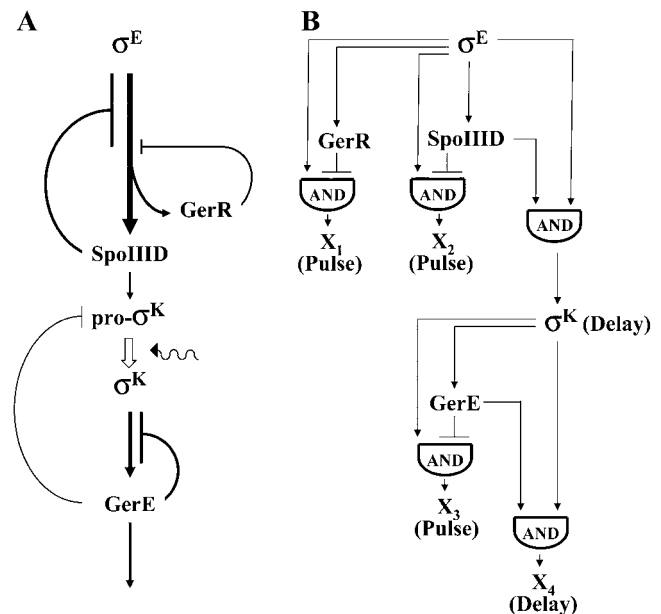 A
σE
GerR
SpoIIID
pro-σK
σK
GerE
B
σE
GerR
SpoIIID
AND
AND
AND
X1
(Pulse)
X2
(Pulse)
σK (Delay)
GerE
AND
X3
(Pulse)
AND
X4
(Delay)